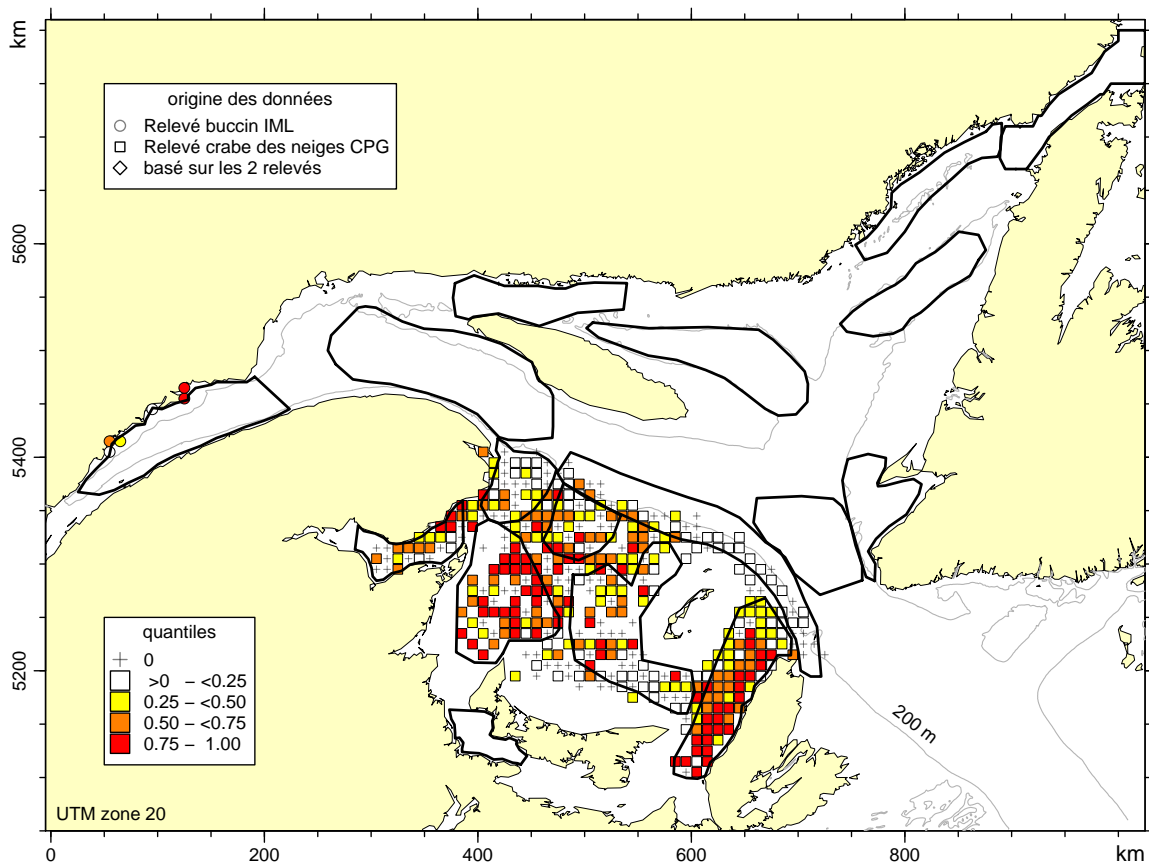 km
origine des données
Relevé buccin IML
Relevé crabe des neiges CPG
basé sur les 2 relevés
5600
5400
5200
quantiles
0
>0 – <0.25
0.25 – <0.50
0.50 – <0.75
0.75 – 1.00
200 m
UTM zone 20
0
200
400
600
800
km